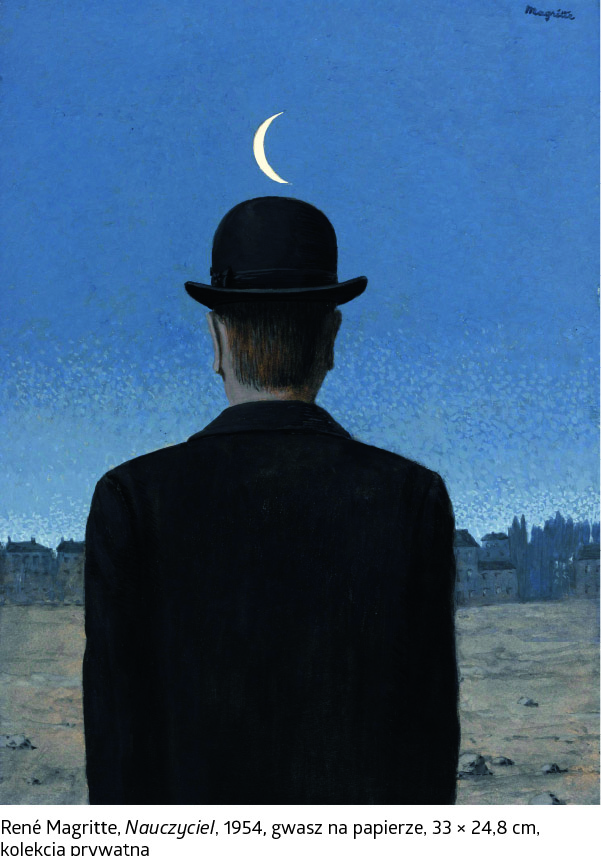 Magritte
René Magritte, Nauczyciel, 1954, gwasz na papierze, 33 × 24,8 cm,
kolekcja prywatna